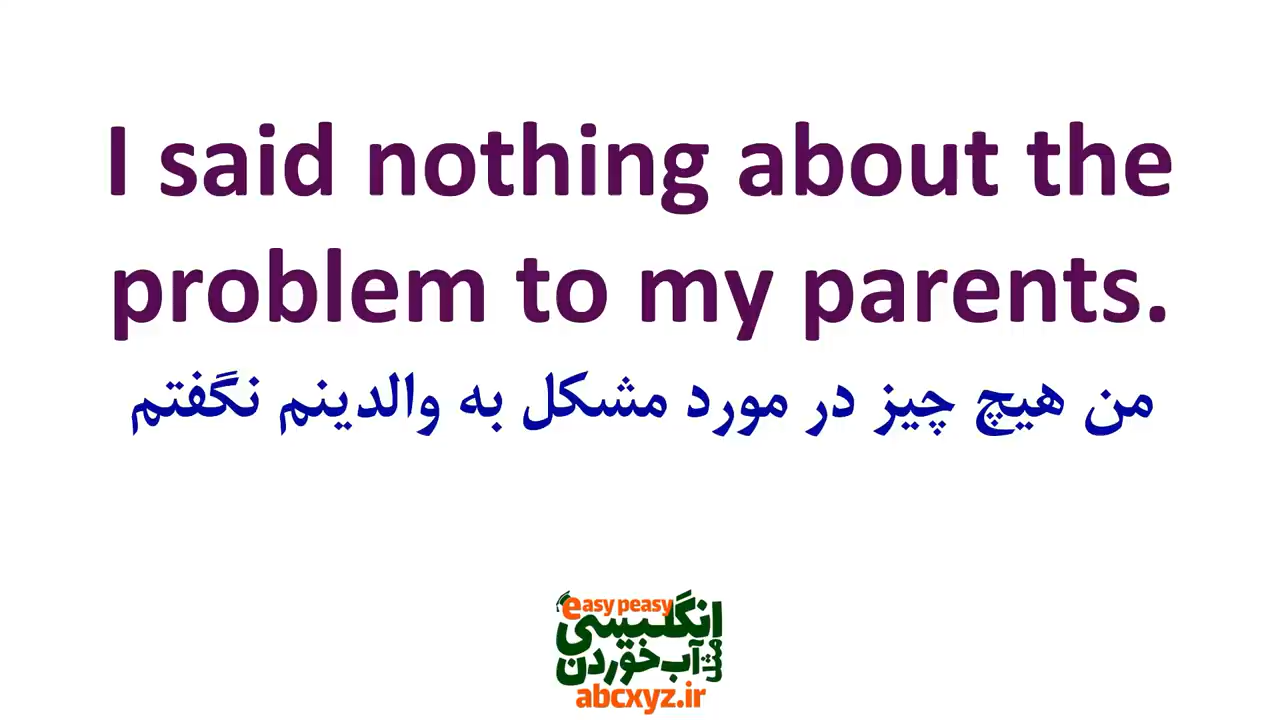 I said nothing about the
problem to my parents.
من هیچ چیز در مورد مشکل به والدینم نگفتم
easy peasy
انگلیسی
مثل آب خوردن
abcxyz.ir